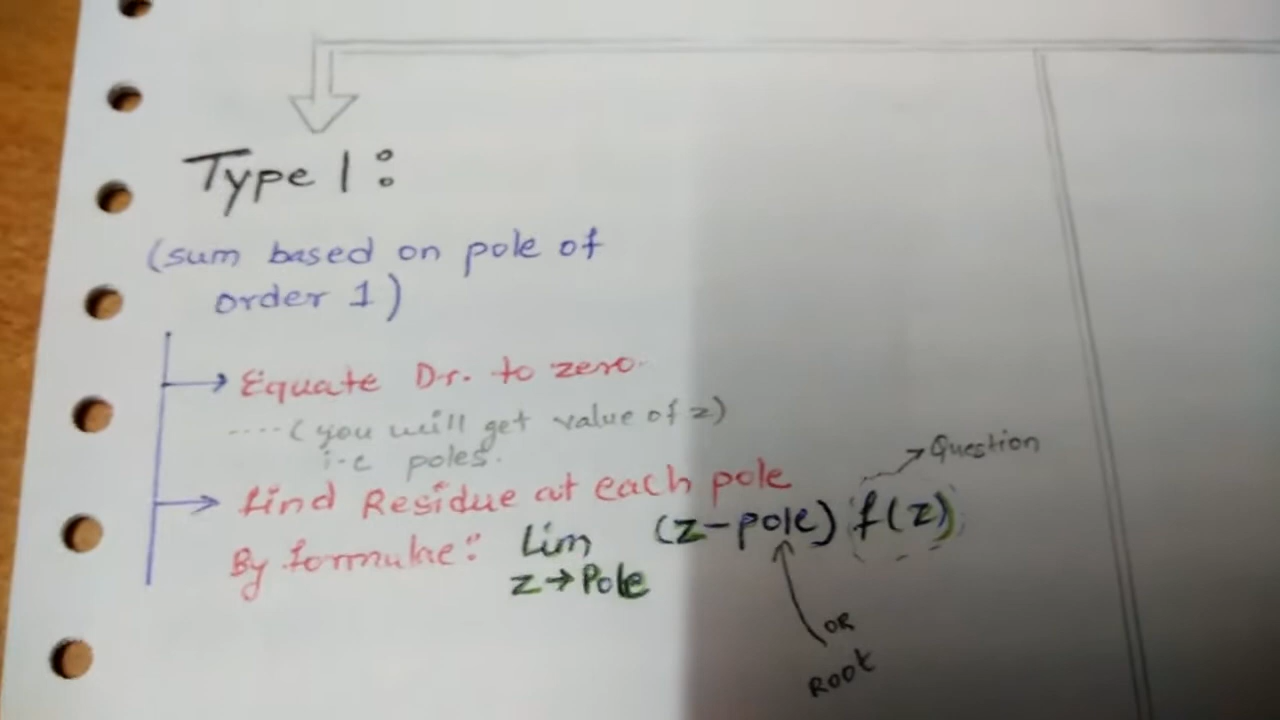 Type 1 :
(sum based on pole of
order 1)
Equate Dr. to zero.
....( you will get value of z)
i.e poles.
find Residue at each pole
Question
By formulae: Lim (z-pole) f(z)
z→Pole
OR
Root